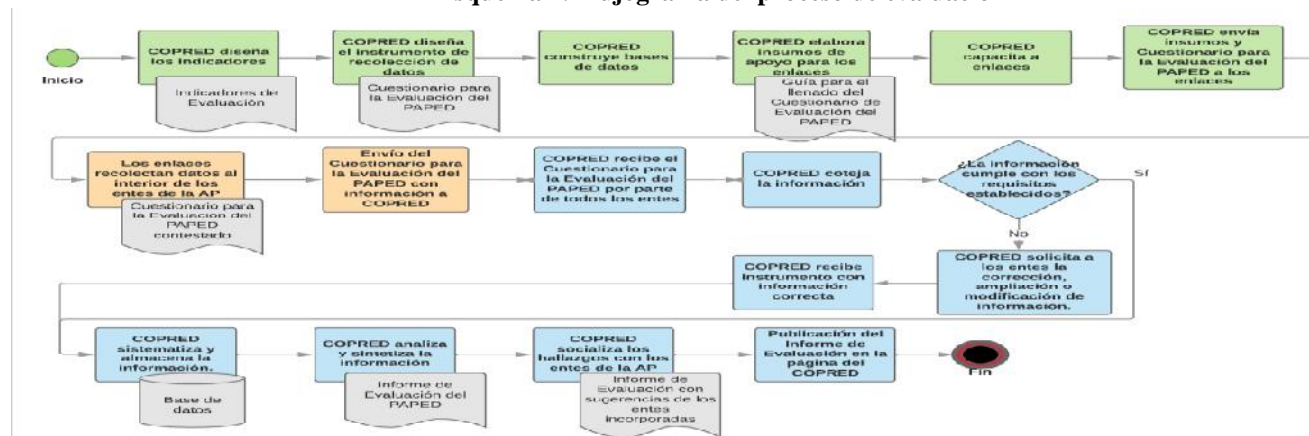 COPRED diseña
los indicadores
COPRED diseña
el instrumento de
recolección de
datos
COPRED
construye bases
de datos
COPRED elabora
insumos de
apoyo para los
enlaces
COPRED
capacita a
enlaces
COPRED envía
insumos y
Cuestionario para
la Evaluación del
PAPED a los
enlaces
Inicio
Indicadores de
Evaluación
Cuestionario para
la Evaluación del
PAPED
Guía para el
llenado del
Cuestionario de
Evaluación del
PAPED
Los enlaces
recolectan datos al
interior de los
entes de la AP
Envío del
Cuestionario para
la Evaluación del
PAPED con
información a
COPRED
COPRED recibe el
Cuestionario para
la Evaluación del
PAPED por parte
de todos los entes
COPRED coteja
la información
¿La información
cumple con los
requisitos
establecidos?
Sí
Cuestionario para
la Evaluación del
PAPED
contestado
No
COPRED solicita a
los entes la
corrección,
ampliación o
modificación de
información.
COPRED recibe
Instrumento con
información
correcta
COPRED
sistematiza y
almacena la
información.
COPRED analiza
y sintetiza la
información
COPRED
socializa los
hallazgos con los
entes de la AP
Publicación del
Informe de
Evaluación en la
página del
COPRED
Fin
Base de
datos
Informe de
Evaluación del
PAPED
Informe de
Evaluación con
sugerencias de los
entes
incorporadas